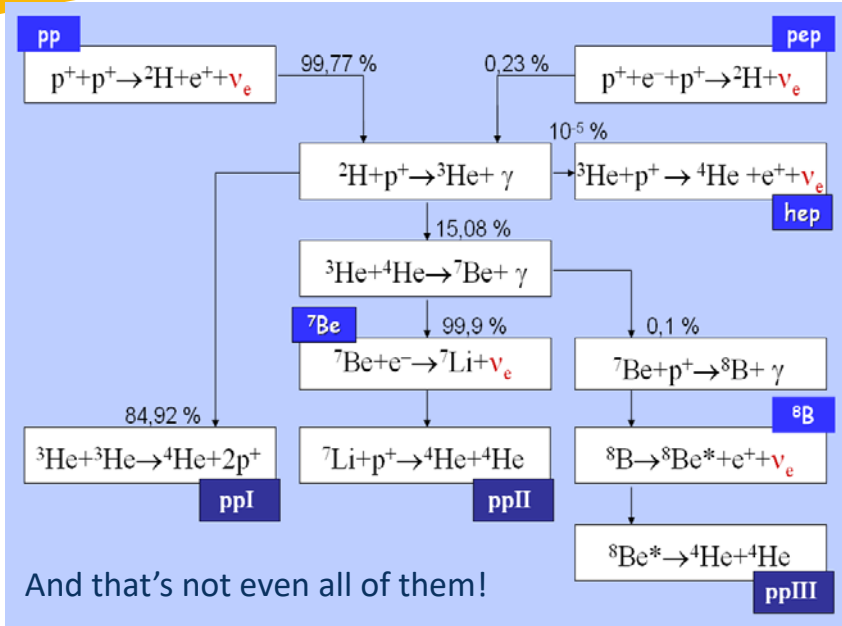 pp
pep
p⁺+p⁺→²H+e⁺+νₑ
99,77 %
0,23 %
p⁺+e⁻+p⁺→²H+νₑ
10⁻⁵ %
²H+p⁺→³He+ γ
³He+p⁺→ ⁴He +e⁺+νₑ
hep
15,08 %
³He+⁴He→⁷Be+ γ
⁷Be
99,9 %
0,1 %
⁷Be+e⁻→⁷Li+νₑ
⁷Be+p⁺→⁸B+ γ
84,92 %
⁸B
³He+³He→⁴He+2p⁺
⁷Li+p⁺→⁴He+⁴He
⁸B→⁸Be*+e⁺+νₑ
ppI
ppII
⁸Be*→⁴He+⁴He
ppIII
And that’s not even all of them!